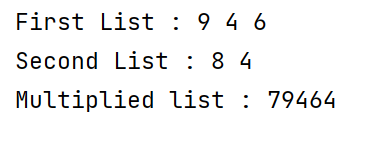 First List : 9 4 6
Second List : 8 4
Multiplied list : 79464